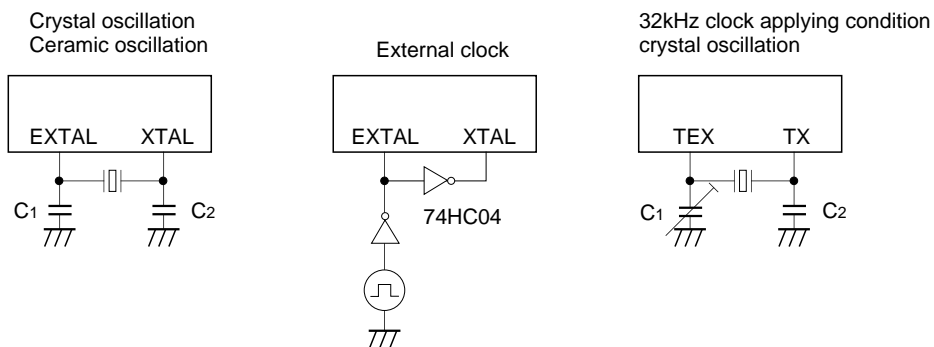 Crystal oscillation
Ceramic oscillation
EXTAL XTAL
C1 C2
External clock
EXTAL XTAL
74HC04
32kHz clock applying condition
crystal oscillation
TEX TX
C1 C2